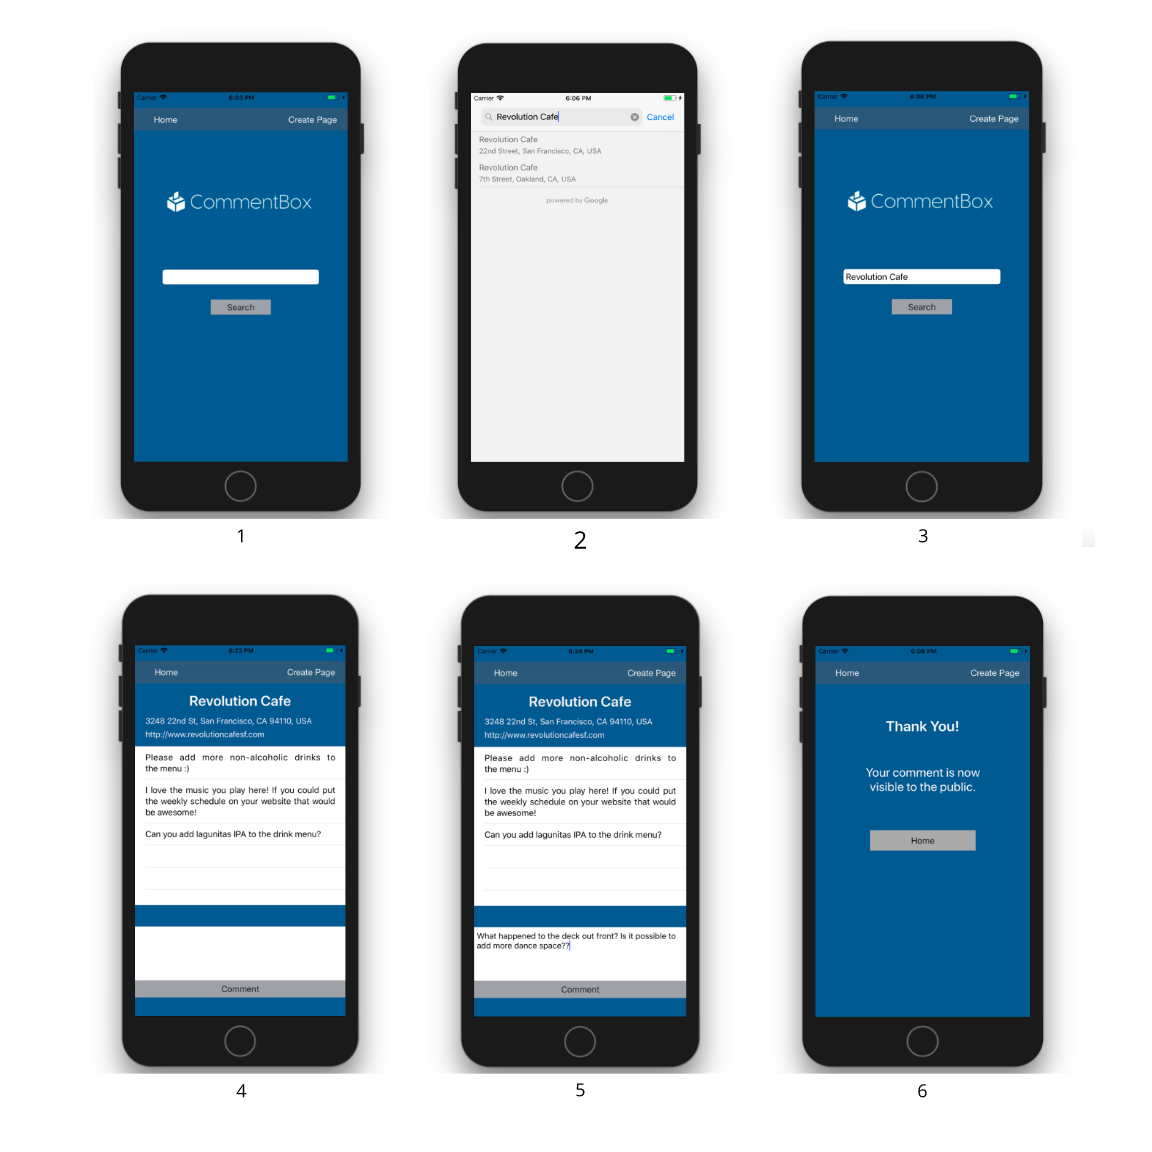 Carrier 6:03 PM
Home Create Page
CommentBox
Search
1
Carrier 6:06 PM
Revolution Cafe Cancel
Revolution Cafe
22nd Street, San Francisco, CA, USA
Revolution Cafe
7th Street, Oakland, CA, USA
powered by Google
2
Carrier 6:06 PM
Home Create Page
CommentBox
Revolution Cafe
Search
3
Carrier 6:23 PM
Home Create Page
Revolution Cafe
3248 22nd St, San Francisco, CA 94110, USA
http://www.revolutioncafesf.com
Please add more non-alcoholic drinks to
the menu :)
I love the music you play here! If you could put
the weekly schedule on your website that would
be awesome!
Can you add lagunitas IPA to the drink menu?
Comment
4
Carrier 6:24 PM
Home Create Page
Revolution Cafe
3248 22nd St, San Francisco, CA 94110, USA
http://www.revolutioncafesf.com
Please add more non-alcoholic drinks to
the menu :)
I love the music you play here! If you could put
the weekly schedule on your website that would
be awesome!
Can you add lagunitas IPA to the drink menu?
What happened to the deck out front? Is it possible to
add more dance space??
Comment
5
Carrier 6:08 PM
Home Create Page
Thank You!
Your comment is now
visible to the public.
Home
6